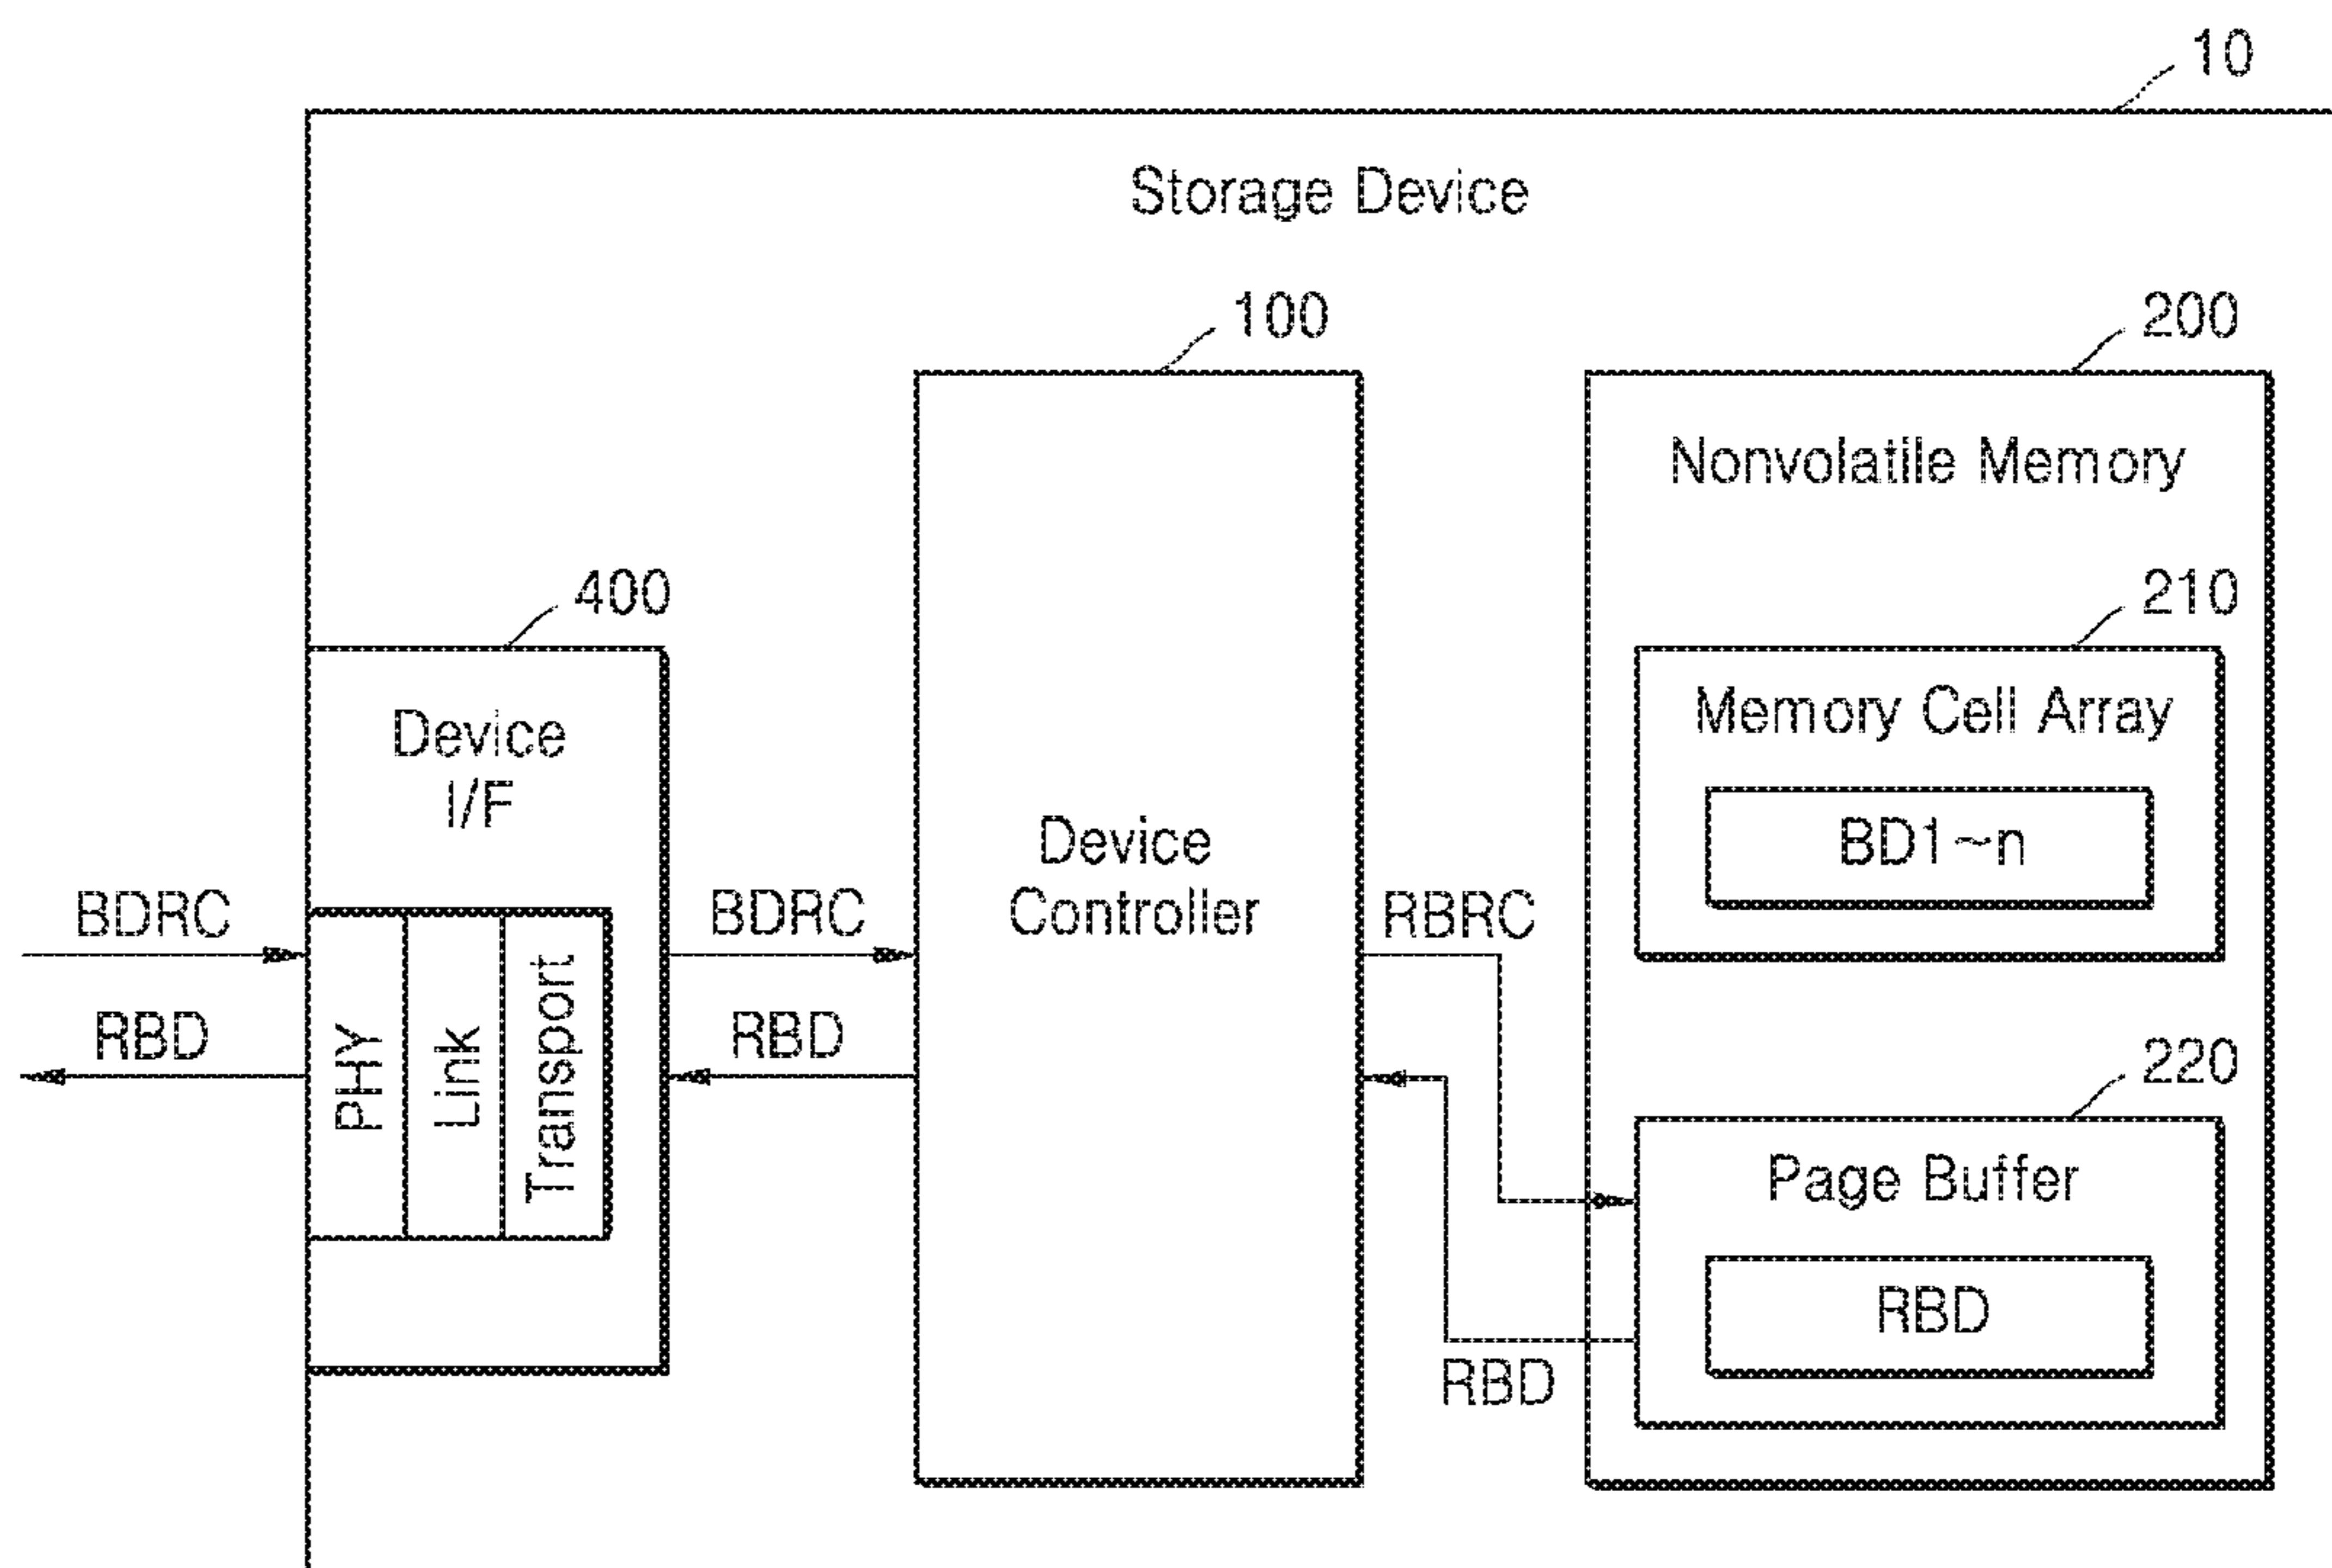 10
Storage Device
100
200
Nonvolatile Memory
400
210
Device
I/F
Memory Cell Array
BD1~n
Device
Controller
BDRC
BDRC
RBRC
RBD
RBD
PHY
Link
Transport
220
Page Buffer
RBD
RBD